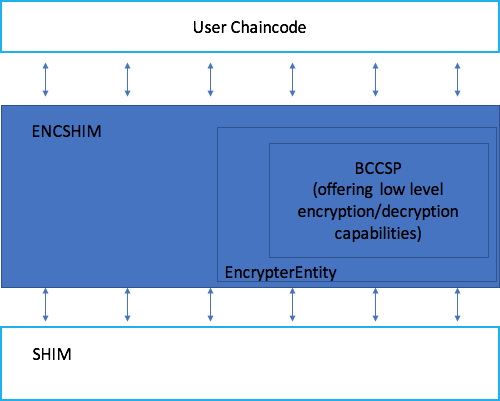 User Chaincode
ENCSHIM
BCCSP
(offering low level
encryption/decryption
capabilities)
EncrypterEntity
SHIM